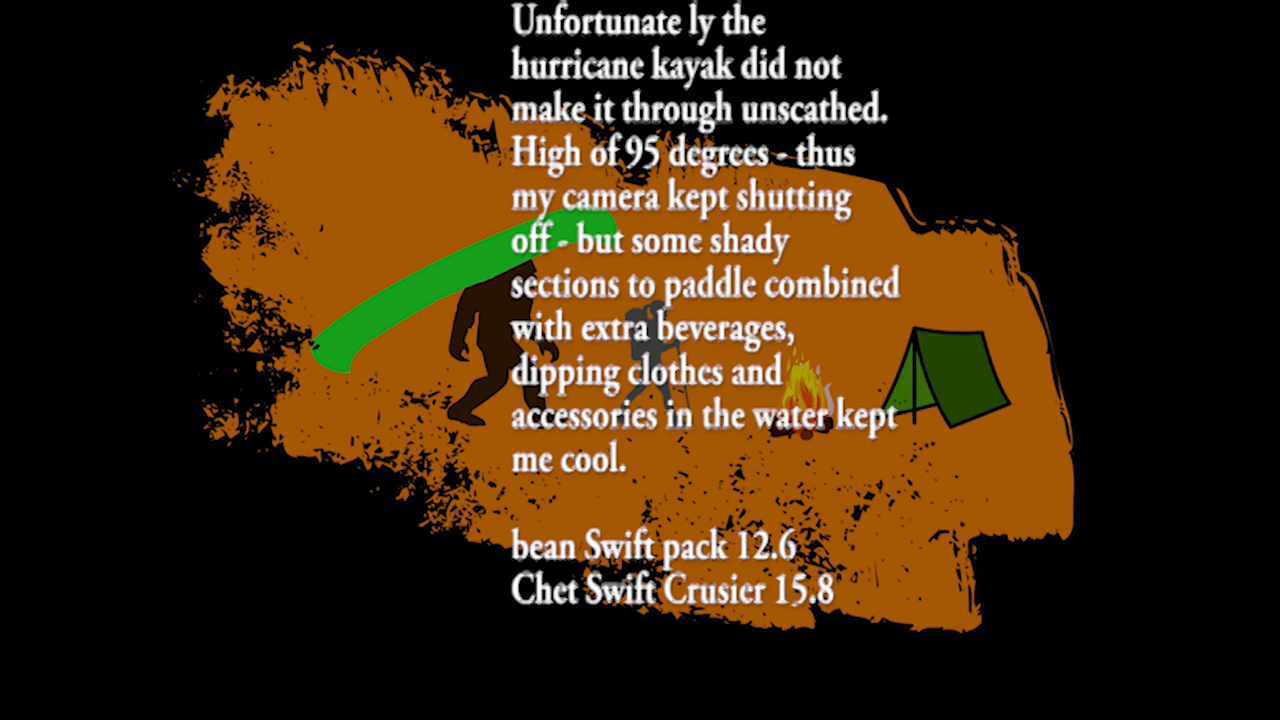 Unfortunate ly the
hurricane kayak did not
make it through unscathed.
High of 95 degrees - thus
my camera kept shutting
off - but some shady
sections to paddle combined
with extra beverages,
dipping clothes and
accessories in the water kept
me cool.
bean Swift pack 12.6
Chet Swift Crusier 15.8